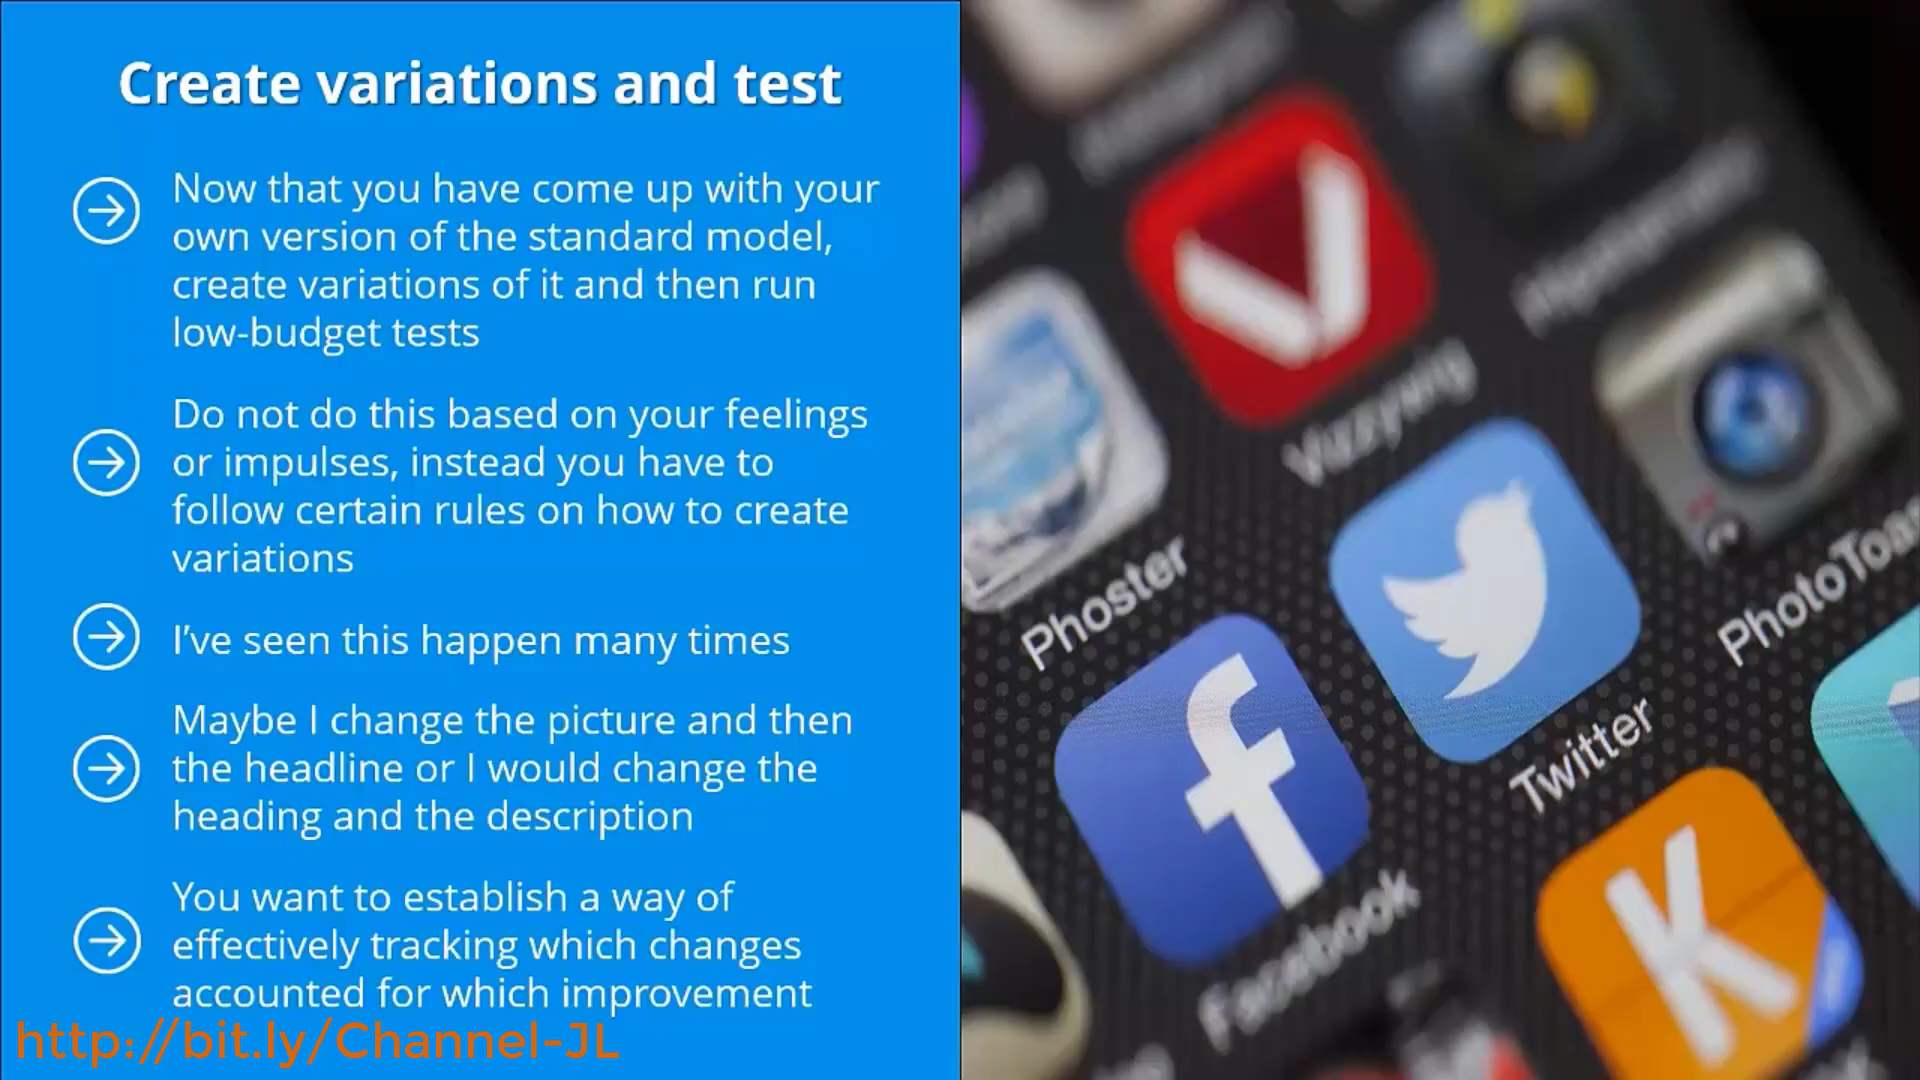 Create variations and test
Now that you have come up with your
own version of the standard model,
create variations of it and then run
low-budget tests
Do not do this based on your feelings
or impulses, instead you have to
follow certain rules on how to create
variations
I've seen this happen many times
Maybe I change the picture and then
the headline or I would change the
heading and the description
You want to establish a way of
effectively tracking which changes
accounted for which improvement
http://bit.ly/Channel-JL
Vizzywig
Phoster
Twitter
Facebook